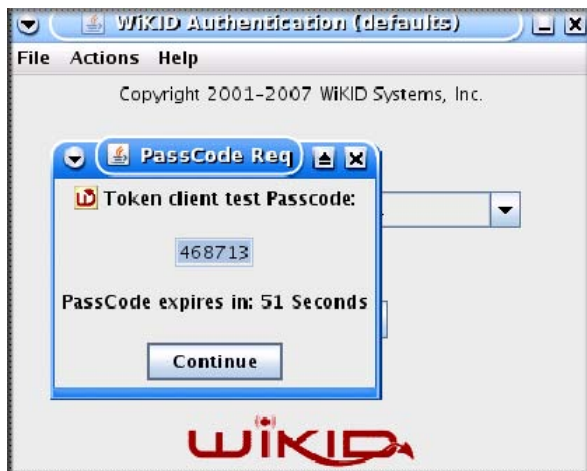 WiKID Authentication (defaults)
File Actions Help
Copyright 2001-2007 WiKID Systems, Inc.
PassCode Req
Token client test Passcode:
468713
PassCode expires in: 51 Seconds
Continue
WiKID